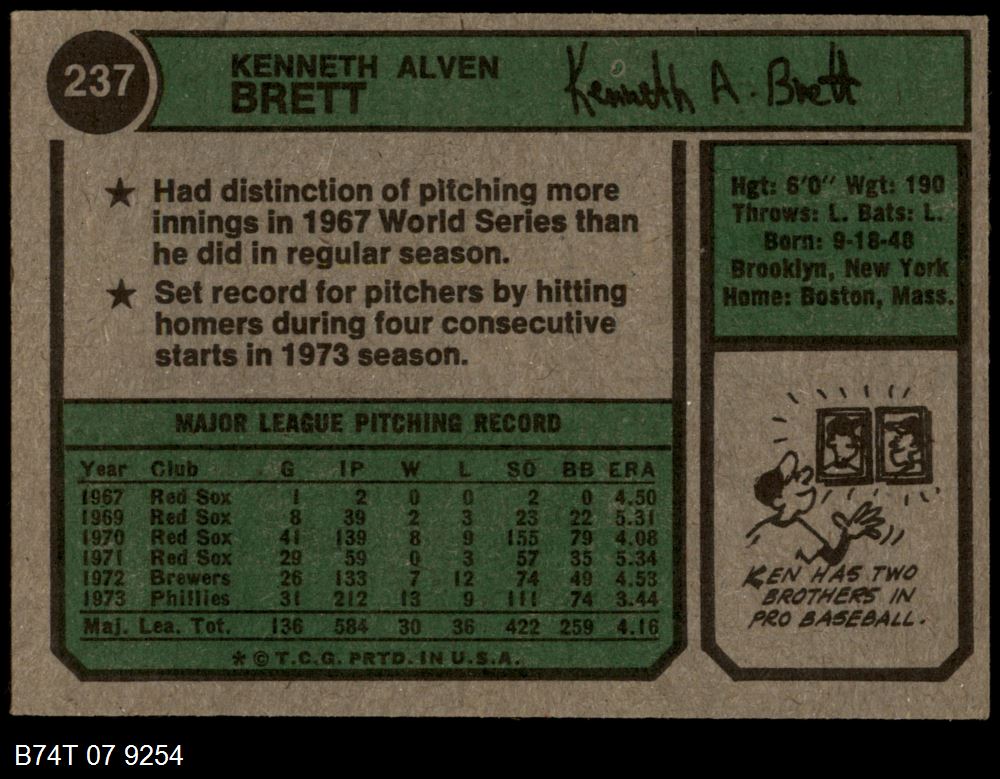 237
KENNETH ALVEN
BRETT
Kenneth A. Brett
★ Had distinction of pitching more
innings in 1967 World Series than
he did in regular season.
★ Set record for pitchers by hitting
homers during four consecutive
starts in 1973 season.
Hgt: 6'0" Wgt: 190
Throws: L. Bats: L.
Born: 9-18-48
Brooklyn, New York
Home: Boston, Mass.
MAJOR LEAGUE PITCHING RECORD
Year Club G IP W L SO BB ERA
1967 Red Sox 1 2 0 0 2 0 4.50
1969 Red Sox 8 39 2 3 23 22 5.31
1970 Red Sox 41 139 8 9 155 79 4.08
1971 Red Sox 29 59 0 3 57 35 5.34
1972 Brewers 26 133 7 12 74 49 4.53
1973 Phillies 31 212 13 9 111 74 3.44
Maj. Lea. Tot. 136 584 30 36 422 259 4.16
* © T.C.G. PRTD. IN U.S.A.
KEN HAS TWO
BROTHERS IN
PRO BASEBALL.
B74T 07 9254